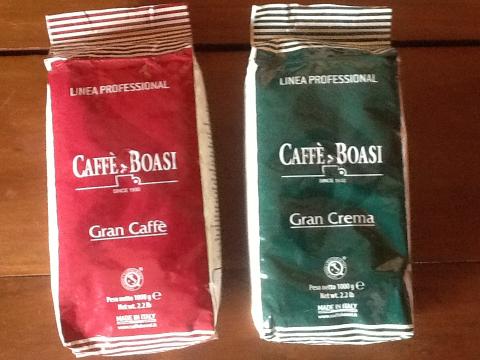 LINEA PROFESSIONAL
CAFFÈ BOASI
SINCE 1930
Gran Caffè
Peso netto 1000 g e
Net wt. 2.2 lb
MADE IN ITALY
LINEA PROFESSIONAL
CAFFÈ BOASI
SINCE 1930
Gran Crema
Peso netto 1000 g e
Net wt. 2.2 lb
MADE IN ITALY